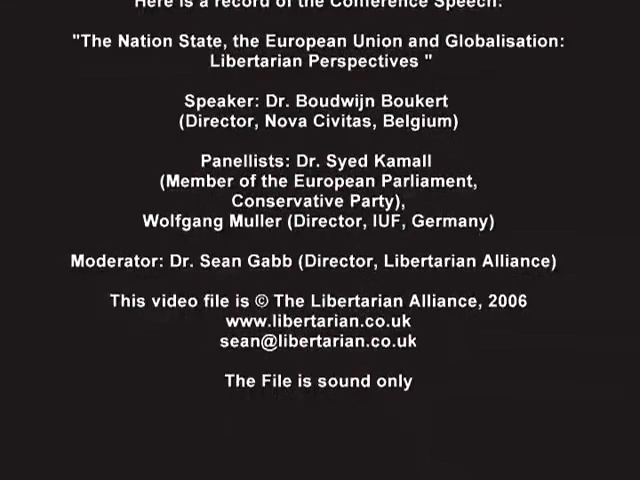 Here is a record of the Conference Speech:
"The Nation State, the European Union and Globalisation:
Libertarian Perspectives "
Speaker: Dr. Boudwijn Boukert
(Director, Nova Civitas, Belgium)
Panellists: Dr. Syed Kamall
(Member of the European Parliament,
Conservative Party),
Wolfgang Muller (Director, IUF, Germany)
Moderator: Dr. Sean Gabb (Director, Libertarian Alliance)
This video file is © The Libertarian Alliance, 2006
www.libertarian.co.uk
sean@libertarian.co.uk
The File is sound only